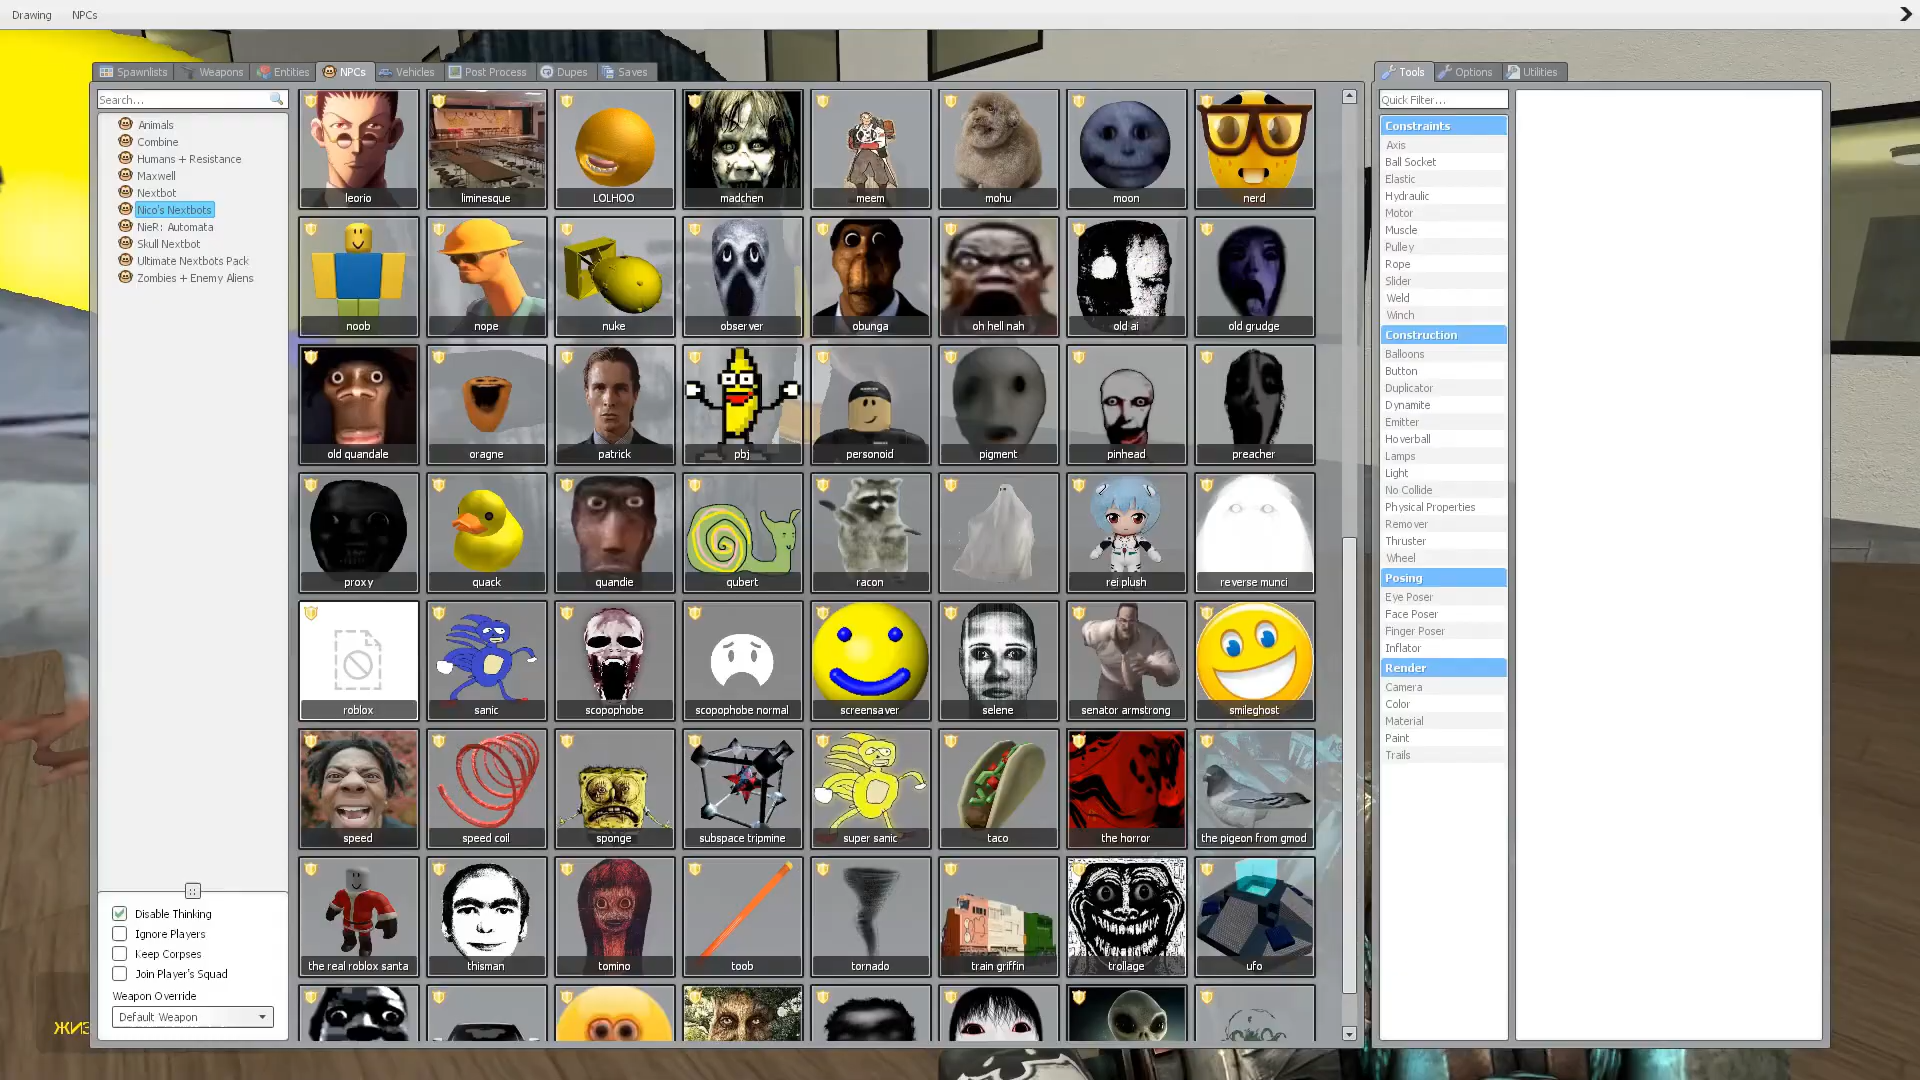 Drawing NPCs
Spawnlists Weapons Entities NPCs Vehicles Post Process Dupes Saves
Search...
Animals
Combine
Humans + Resistance
Maxwell
Nextbot
Nico's Nextbots
NieR: Automata
Skull Nextbot
Ultimate Nextbots Pack
Zombies + Enemy Aliens
Disable Thinking
Ignore Players
Keep Corpses
Join Player's Squad
Weapon Override
Default Weapon
leorio liminesque LOLHOO madchen meem mohu moon nerd
noob nope nuke observer obunga oh hell nah old ai old grudge
old quandale oragne patrick pbj personoid pigment pinhead preacher
proxy quack quandie qubert racon rei plush reverse munci
roblox sanic scopophobe scopophobe normal screensaver selene senator armstrong smileghost
speed speed coil sponge subspace tripmine super sanic taco the horror the pigeon from gmod
the real roblox santa thisman tomino toob tornado train griffin trollage ufo
Tools Options Utilities
Quick Filter...
Constraints
Axis
Ball Socket
Elastic
Hydraulic
Motor
Muscle
Pulley
Rope
Slider
Weld
Winch
Construction
Balloons
Button
Duplicator
Dynamite
Emitter
Hoverball
Lamps
Light
No Collide
Physical Properties
Remover
Thruster
Wheel
Posing
Eye Poser
Face Poser
Finger Poser
Inflator
Render
Camera
Color
Material
Paint
Trails